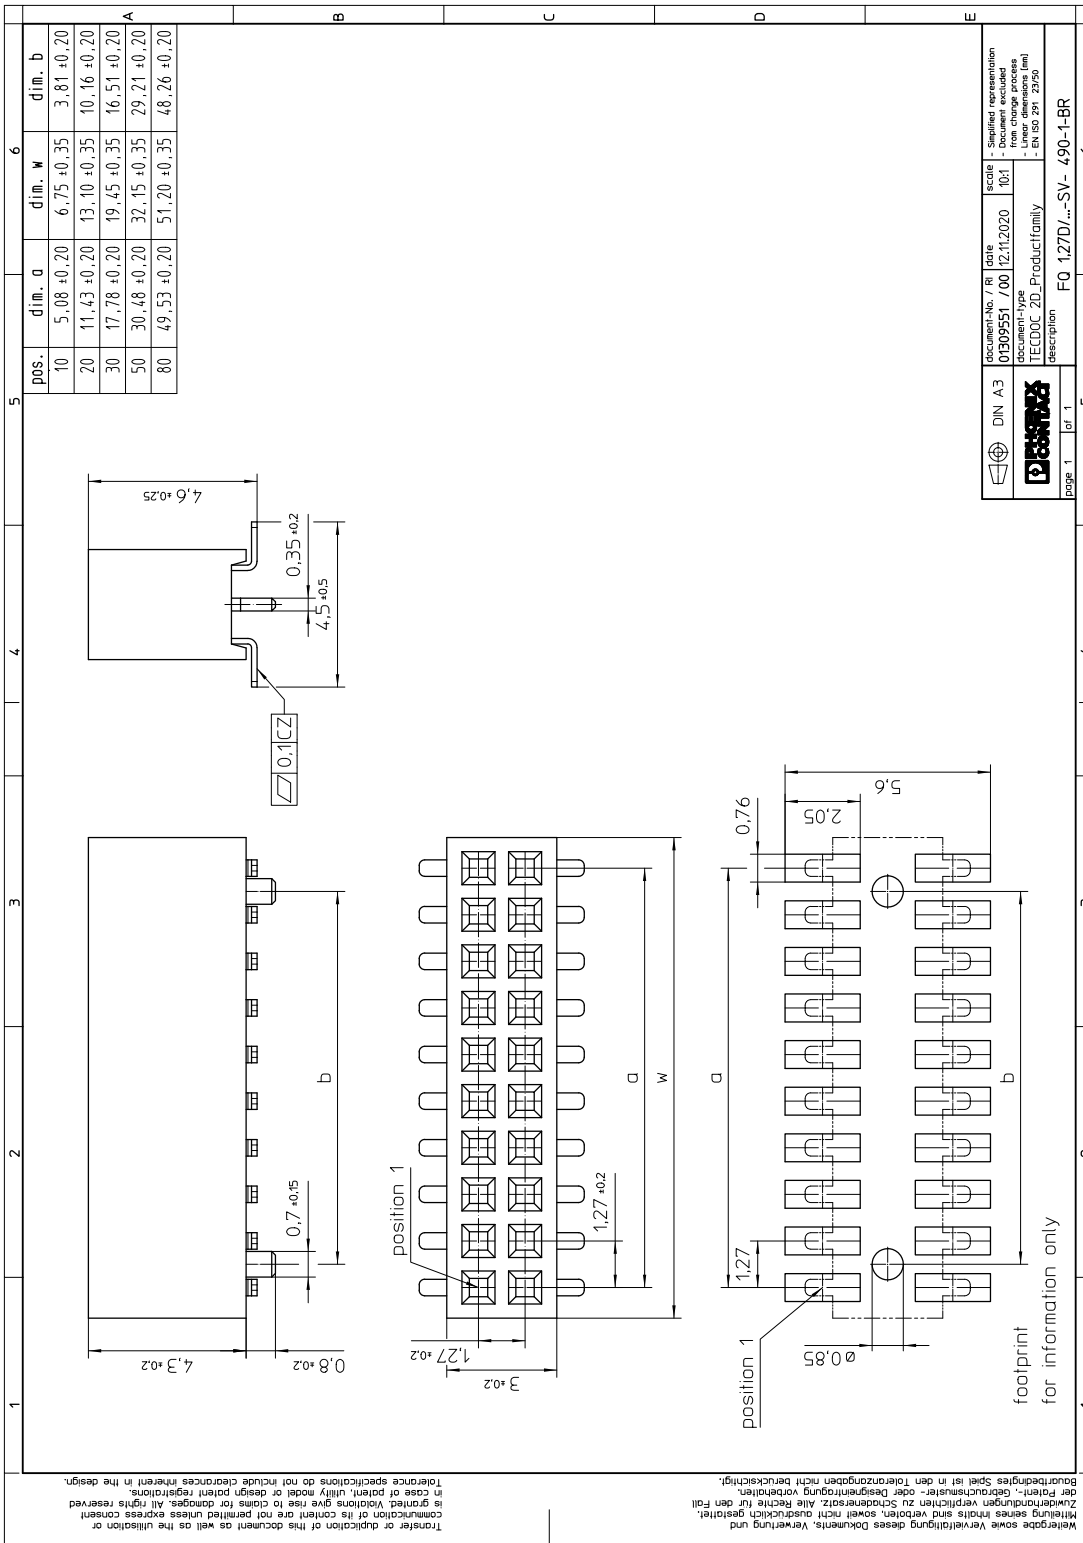 pos. dim. a dim. w dim. b
10 5,08 ±0,20 6,75 ±0,35 3,81 ±0,20
20 11,43 ±0,20 13,10 ±0,35 10,16 ±0,20
30 17,78 ±0,20 19,45 ±0,35 16,51 ±0,20
50 30,48 ±0,20 32,15 ±0,35 29,21 ±0,20
80 49,53 ±0,20 51,20 ±0,35 48,26 ±0,20
1
2
3
4
5
6
A
B
C
D
E
4,3 ±0,2
0,8 ±0,2
0,7 ±0,15
b
0,1CZ
4,6 ±0,25
0,35 ±0,2
4,5 ±0,5
position 1
1,27 ±0,2
3 ±0,2
1,27 ±0,2
a
w
position 1
1,27
a
0,76
2,05
5,6
ø0,85
b
footprint
for information only
DIN A3
PHOENIX
CONTACT
page 1 of 1
document-No. / RI
01309551 / 00
date
12.11.2020
scale
10:1
- Simplified representation
- Document excluded
from change process
- Linear dimensions [mm]
- EN ISO 291 23/50
document-type
TECDOC 2D_Productfamily
description
FQ 1,27D/...-SV- 490-1-BR
Transfer or duplication of this document as well as the utilisation or
communication of its content are not permitted unless express consent
is granted. Violations give rise to claims for damages. All rights reserved
in case of patent, utility model or design patent registrations.
Tolerance specifications do not include clearances inherent in the design.
Weitergabe sowie Vervielfältigung dieses Dokuments, Verwertung und
Mitteilung seines Inhalts sind verboten, soweit nicht ausdrücklich gestattet.
Zuwiderhandlungen verpflichten zu Schadenersatz. Alle Rechte für den Fall
der Patent-, Gebrauchsmuster- oder Designeintragung vorbehalten.
Bauartbedingtes Spiel ist in den Toleranzangaben nicht berücksichtigt.